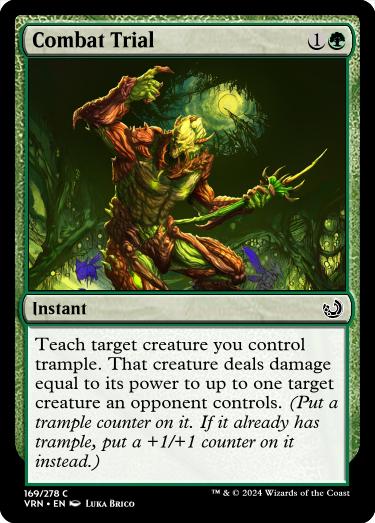 Combat Trial 1
Instant
Teach target creature you control
trample. That creature deals damage
equal to its power to up to one target
creature an opponent controls. (Put a
trample counter on it. If it already has
trample, put a +1/+1 counter on it
instead.)
169/278 C
VRN • EN Luka Brico
™ & © 2024 Wizards of the Coast